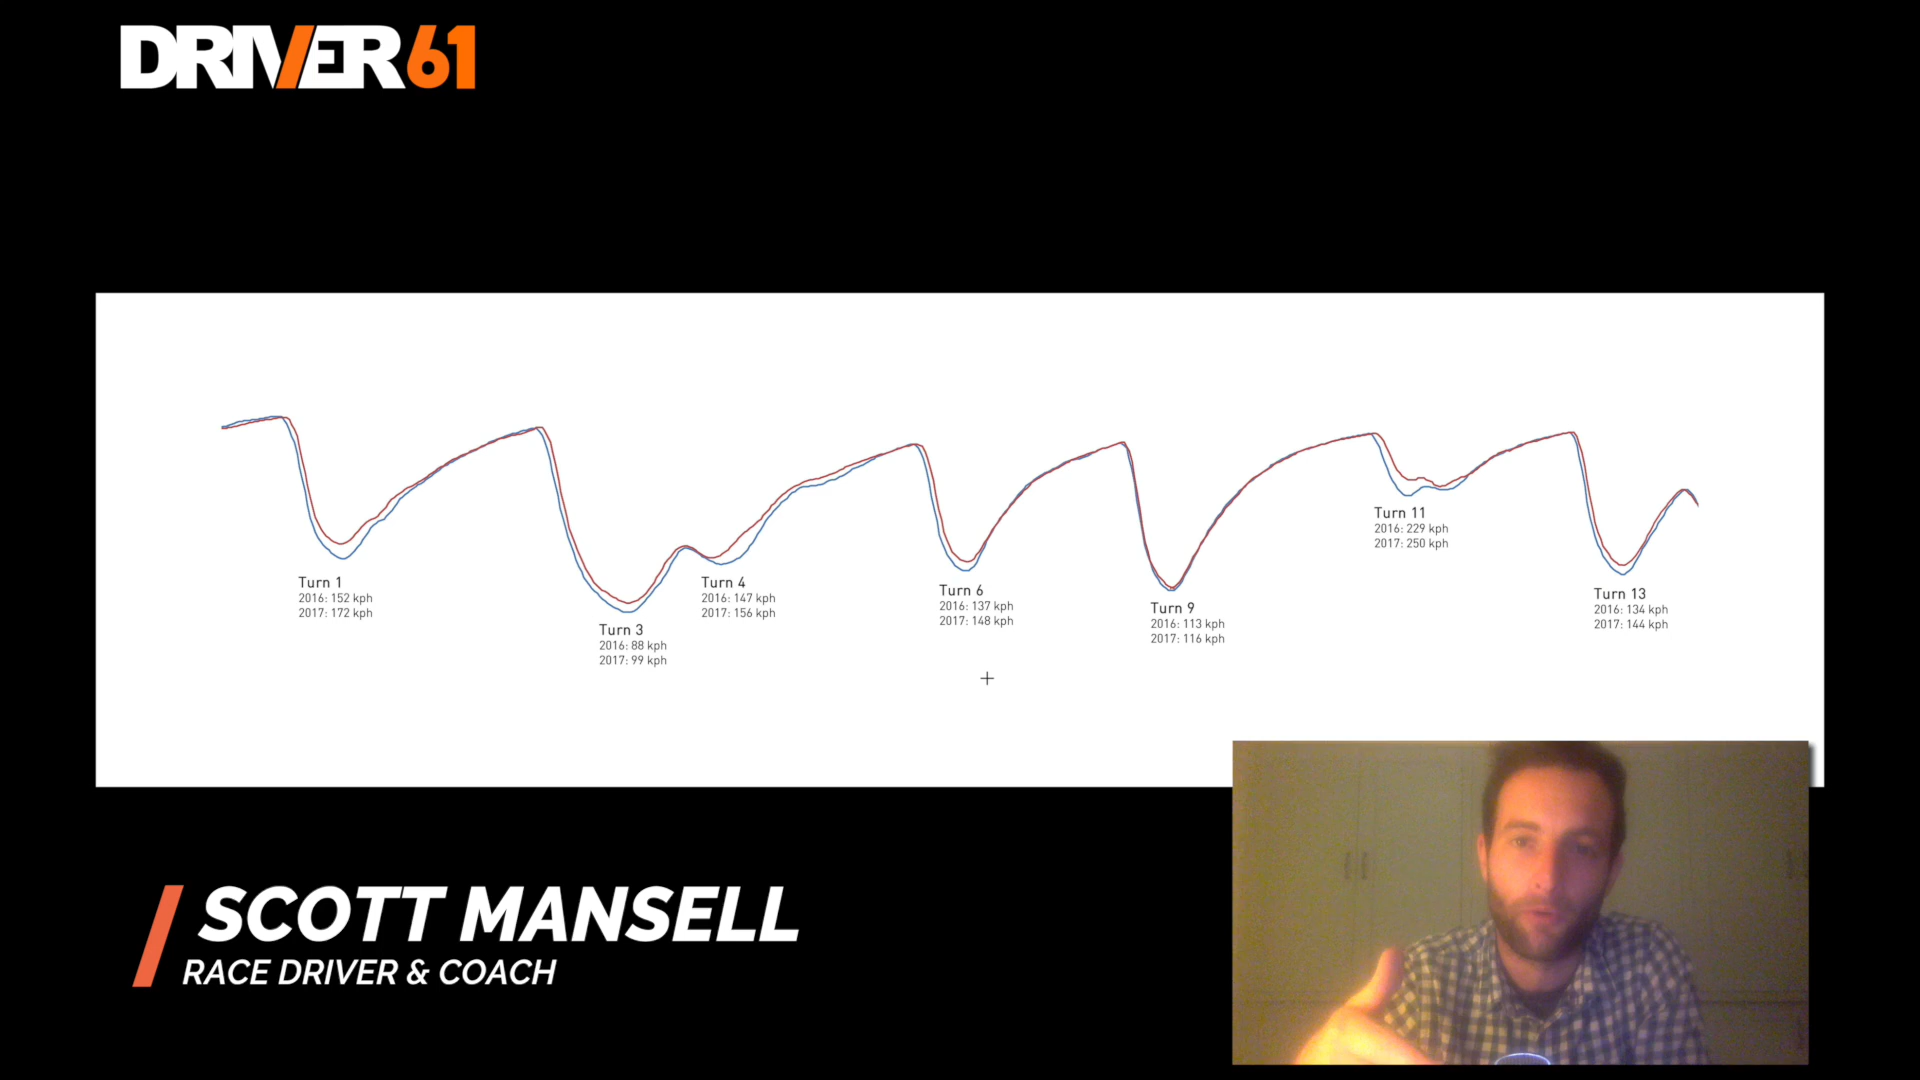 DRIVER61
Turn 1
2016: 152 kph
2017: 172 kph
Turn 3
2016: 88 kph
2017: 99 kph
Turn 4
2016: 147 kph
2017: 156 kph
Turn 6
2016: 137 kph
2017: 148 kph
Turn 9
2016: 113 kph
2017: 116 kph
Turn 11
2016: 229 kph
2017: 250 kph
Turn 13
2016: 134 kph
2017: 144 kph
SCOTT MANSELL
RACE DRIVER & COACH